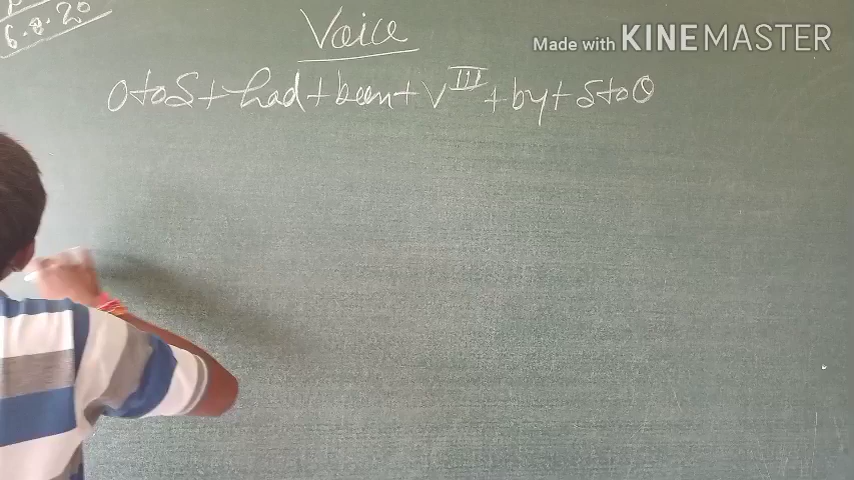 6.8.20
Voice
Made with KINEMASTER
O to S + had + been + V III + by + S to O